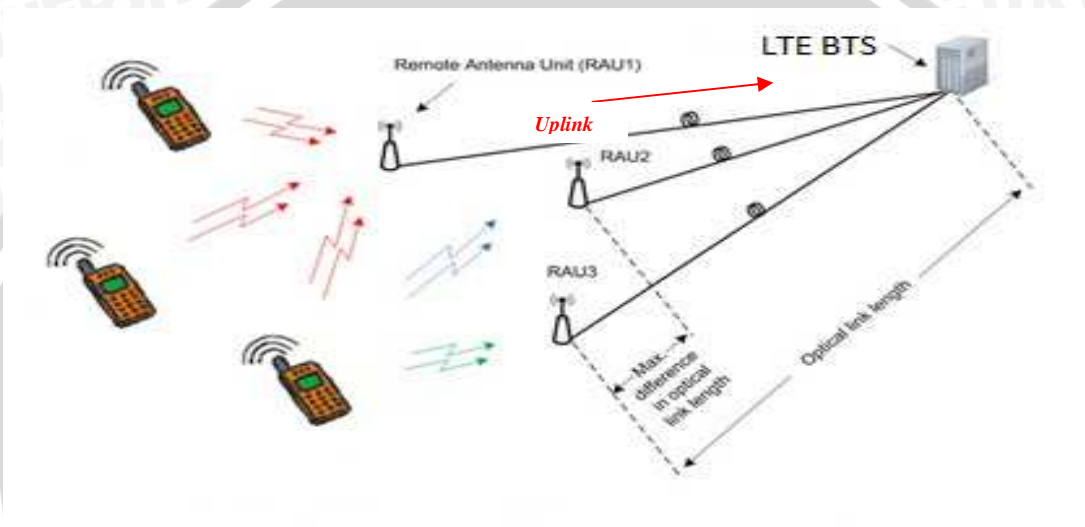 LTE BTS
Remote Antenna Unit (RAU1)
Uplink
RAU2
RAU3
Max.
difference
in optical
link length
Optical link length